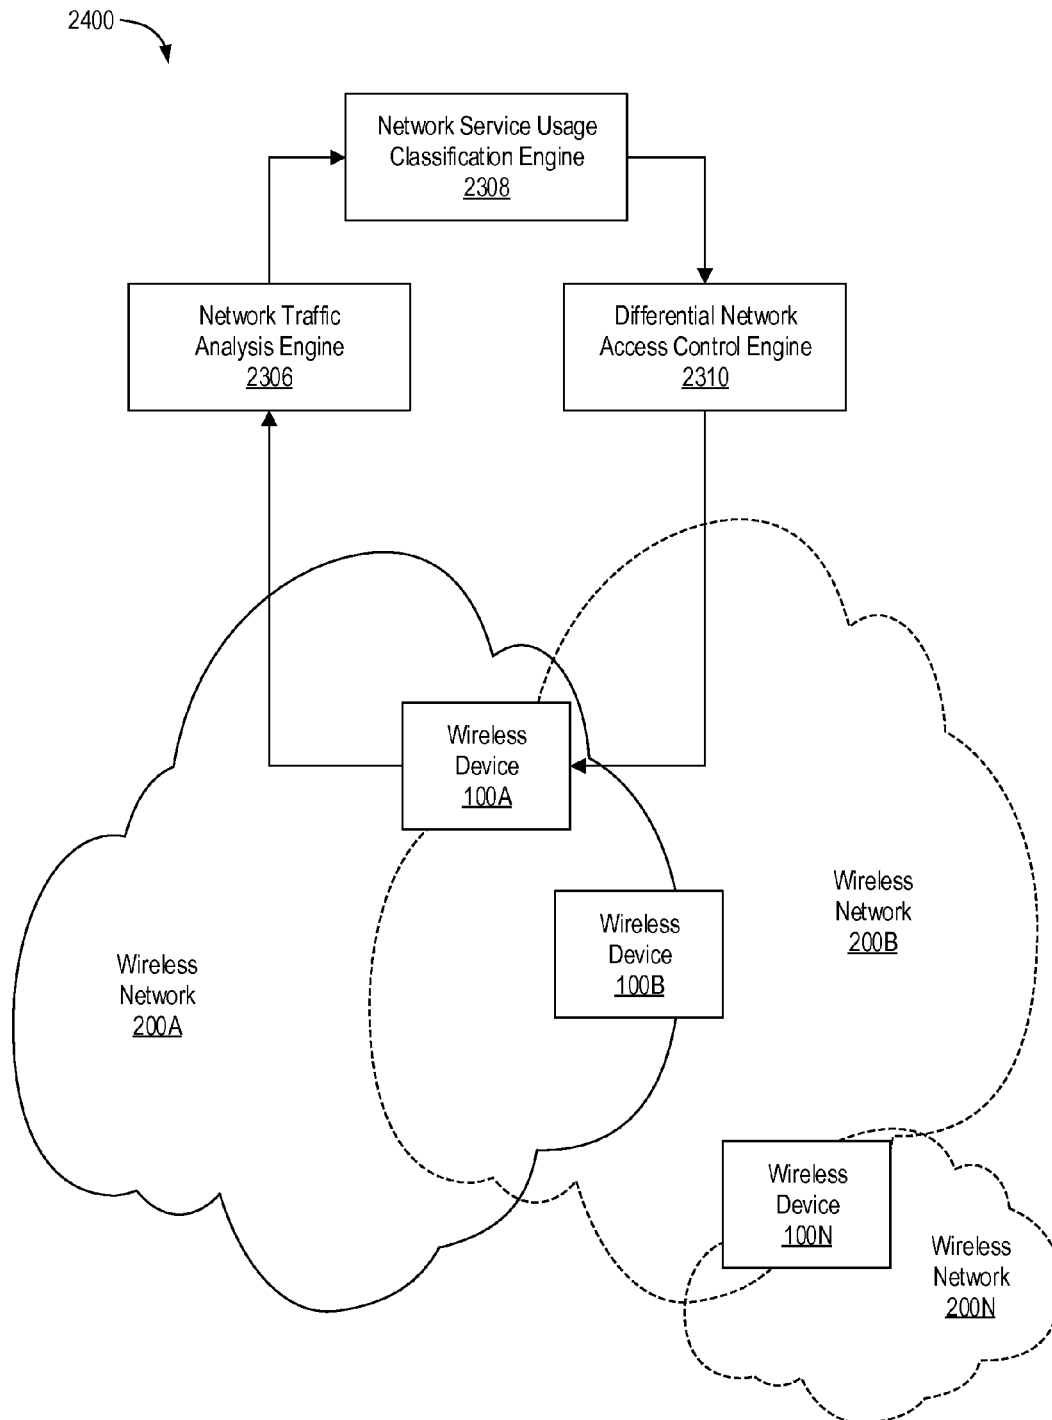 2400
Network Service Usage
Classification Engine
2308
Network Traffic
Analysis Engine
2306
Differential Network
Access Control Engine
2310
Wireless
Device
100A
Wireless
Device
100B
Wireless
Network
200B
Wireless
Network
200A
Wireless
Device
100N
Wireless
Network
200N